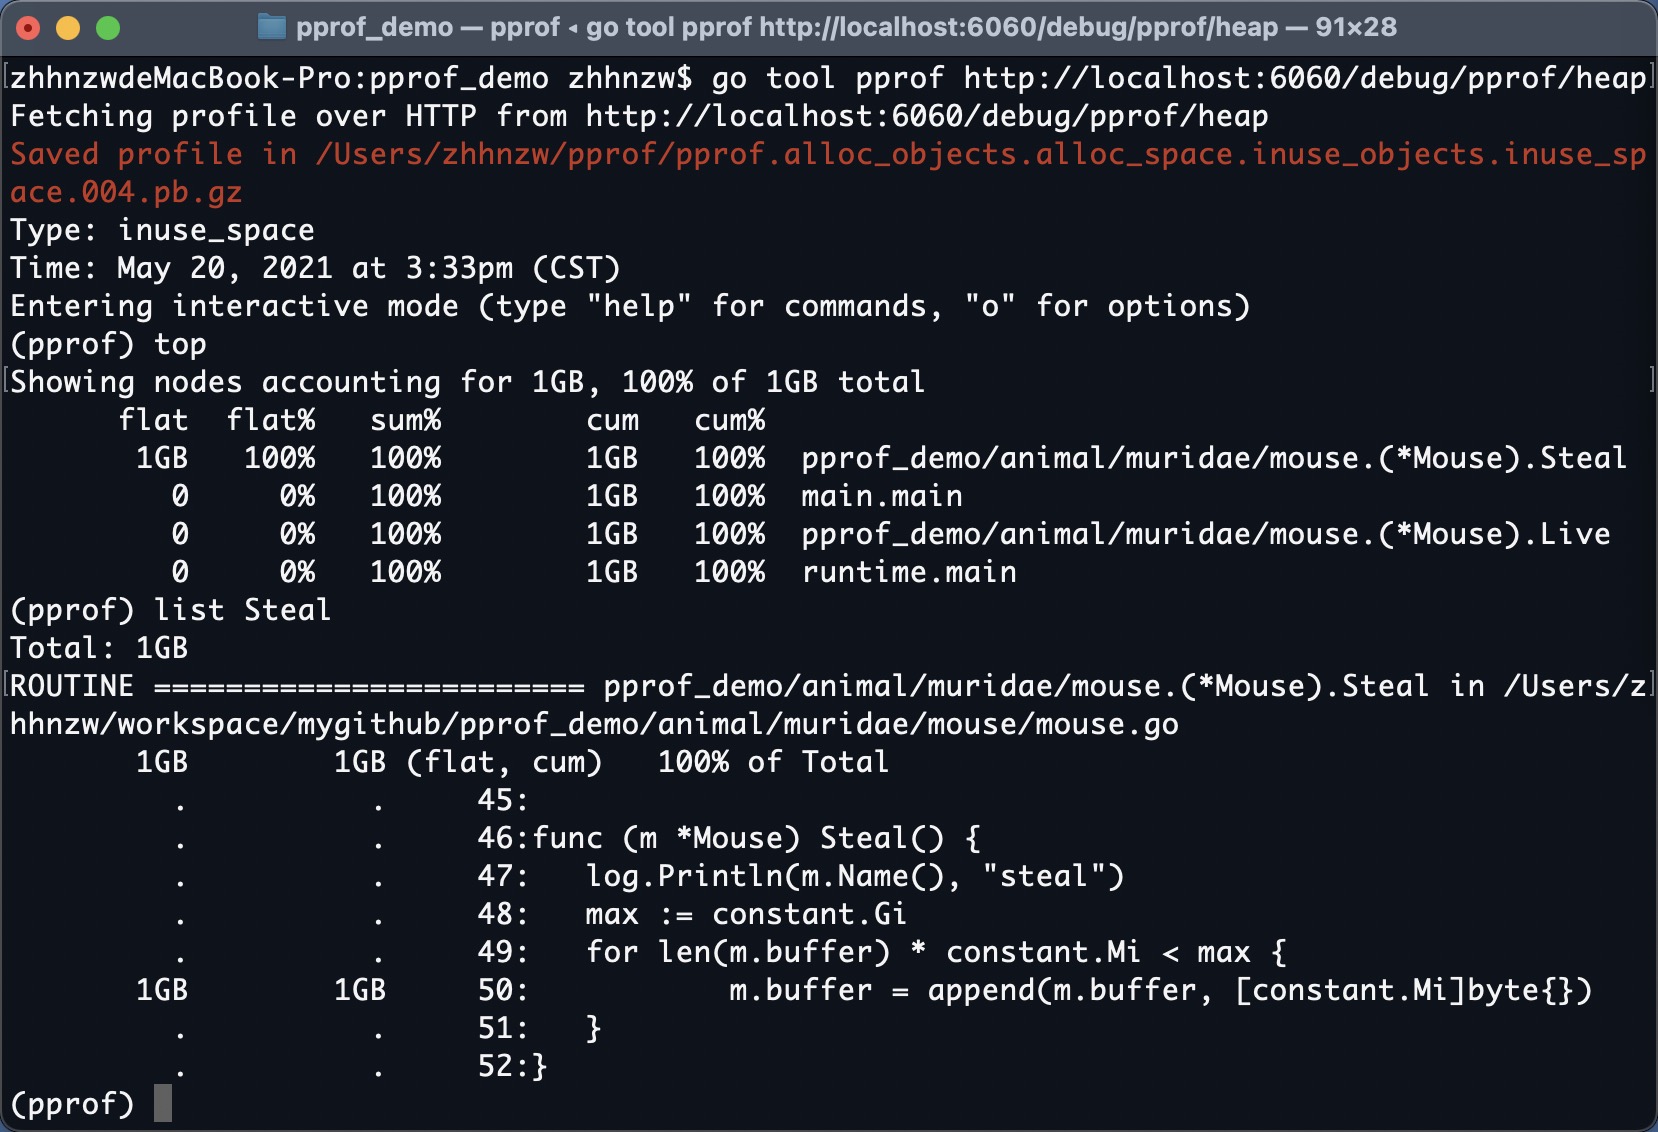 pprof_demo — pprof ◂ go tool pprof http://localhost:6060/debug/pprof/heap — 91×28
zhhnzwdeMacBook-Pro:pprof_demo zhhnzw$ go tool pprof http://localhost:6060/debug/pprof/heap
Fetching profile over HTTP from http://localhost:6060/debug/pprof/heap
Saved profile in /Users/zhhnzw/pprof/pprof.alloc_objects.alloc_space.inuse_objects.inuse_sp
ace.004.pb.gz
Type: inuse_space
Time: May 20, 2021 at 3:33pm (CST)
Entering interactive mode (type "help" for commands, "o" for options)
(pprof) top
Showing nodes accounting for 1GB, 100% of 1GB total
      flat  flat%   sum%        cum   cum%
       1GB   100%   100%        1GB   100%  pprof_demo/animal/muridae/mouse.(*Mouse).Steal
         0     0%   100%        1GB   100%  main.main
         0     0%   100%        1GB   100%  pprof_demo/animal/muridae/mouse.(*Mouse).Live
         0     0%   100%        1GB   100%  runtime.main
(pprof) list Steal
Total: 1GB
ROUTINE ======================== pprof_demo/animal/muridae/mouse.(*Mouse).Steal in /Users/z
hhnzw/workspace/mygithub/pprof_demo/animal/muridae/mouse/mouse.go
       1GB        1GB (flat, cum)   100% of Total
         .          .     45:
         .          .     46:func (m *Mouse) Steal() {
         .          .     47:   log.Println(m.Name(), "steal")
         .          .     48:   max := constant.Gi
         .          .     49:   for len(m.buffer) * constant.Mi < max {
       1GB        1GB     50:           m.buffer = append(m.buffer, [constant.Mi]byte{})
         .          .     51:   }
         .          .     52:}
(pprof)